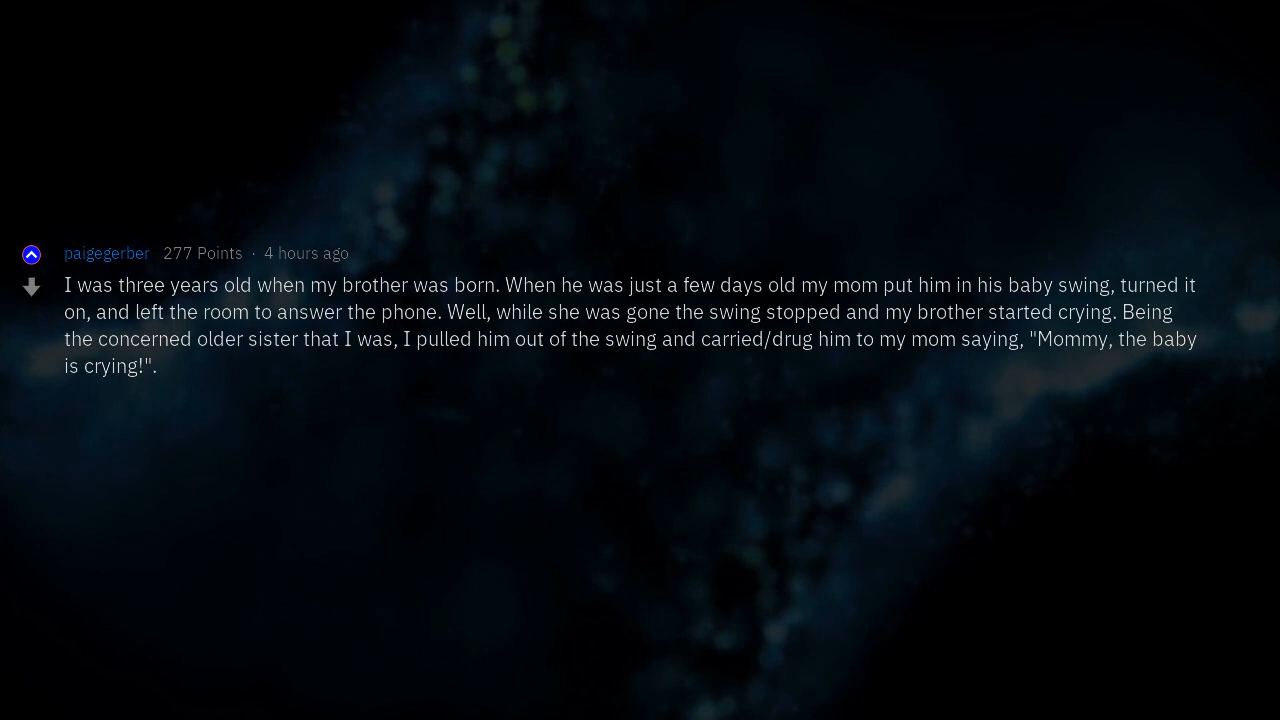 paigegerber 277 Points · 4 hours ago
I was three years old when my brother was born. When he was just a few days old my mom put him in his baby swing, turned it
on, and left the room to answer the phone. Well, while she was gone the swing stopped and my brother started crying. Being
the concerned older sister that I was, I pulled him out of the swing and carried/drug him to my mom saying, "Mommy, the baby
is crying!".